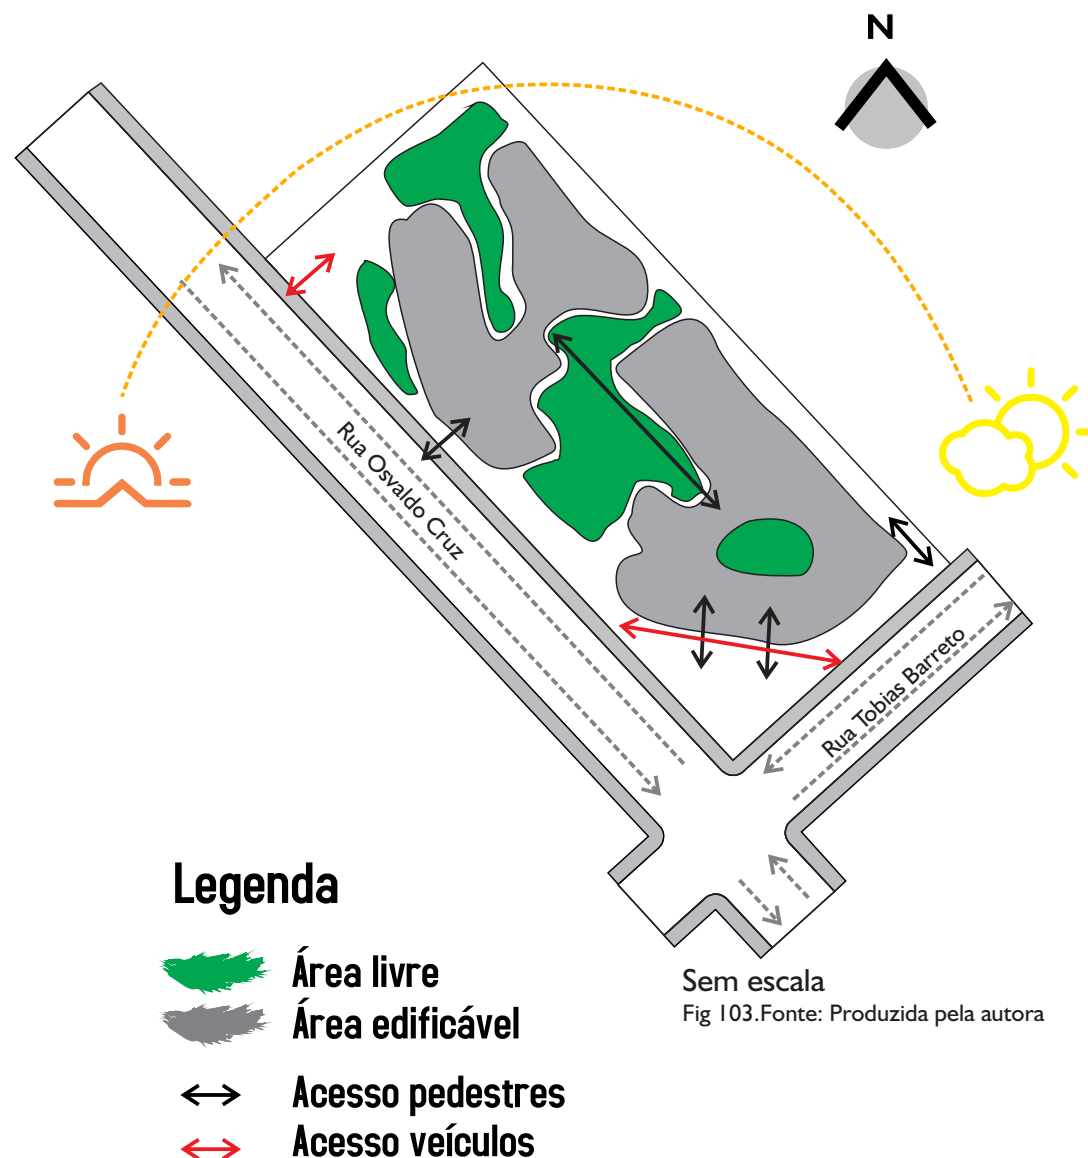 N
Rua Osvaldo Cruz
Rua Tobias Barreto
Legenda
Área livre
Área edificável
Acesso pedestres
Acesso veículos
Sem escala
Fig 103.Fonte: Produzida pela autora